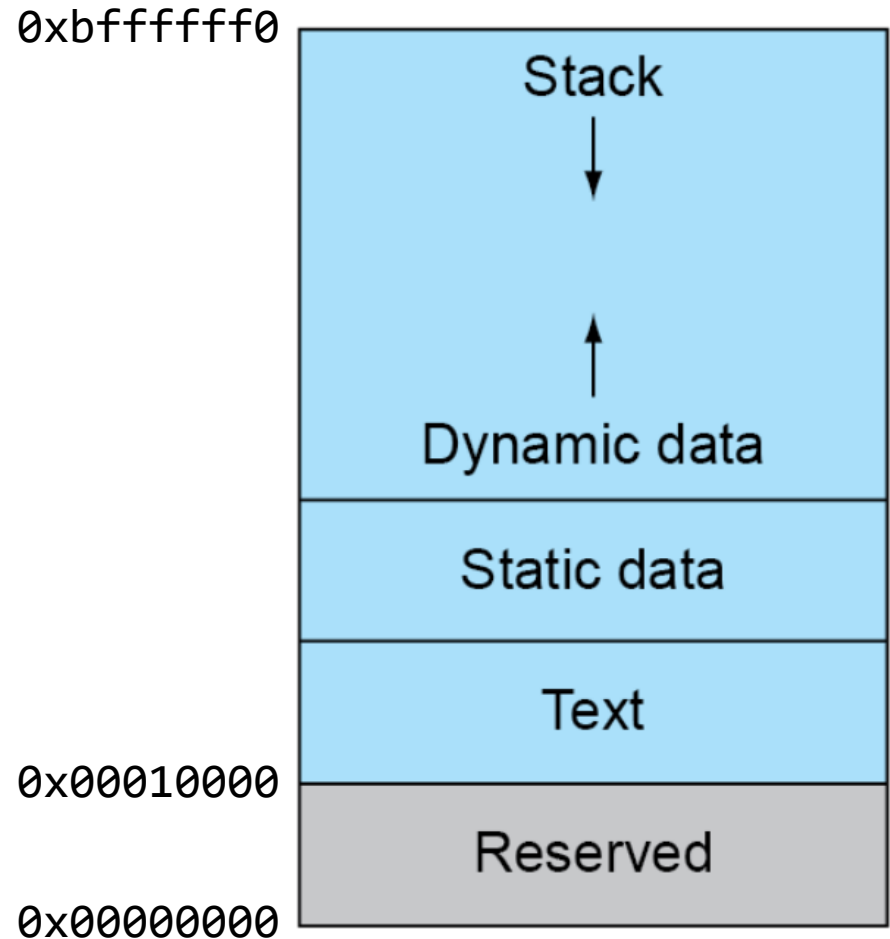 0xbffffff0
Stack
Dynamic data
Static data
Text
0x00010000
Reserved
0x00000000